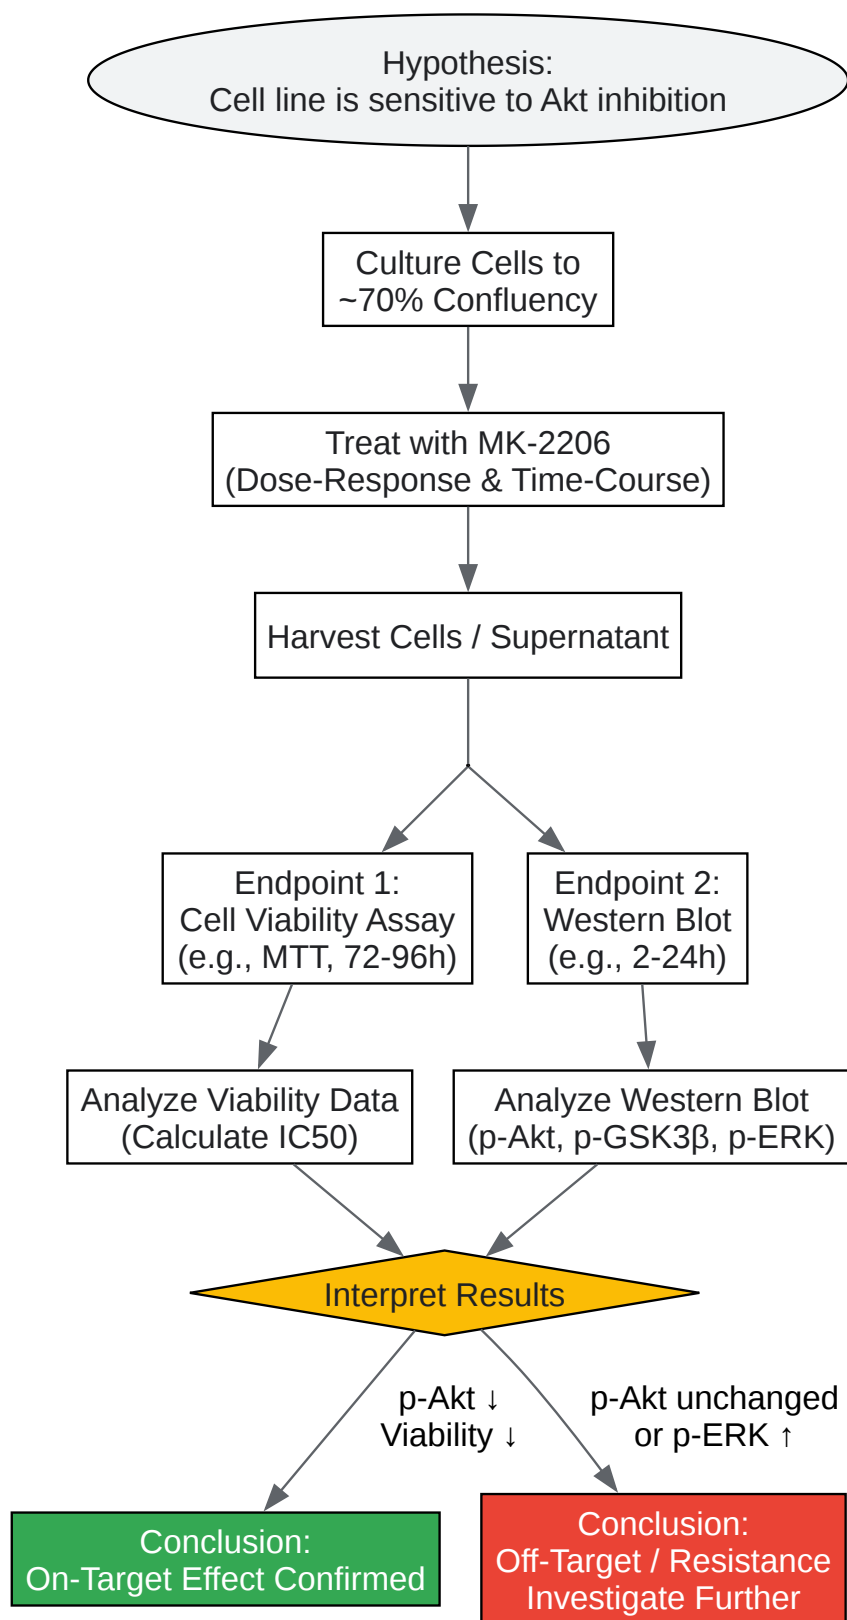 Hypothesis:
Cell line is sensitive to Akt inhibition
Culture Cells to
~70% Confluency
Treat with MK-2206
(Dose-Response & Time-Course)
Harvest Cells / Supernatant
Endpoint 1:
Cell Viability Assay
(e.g., MTT, 72-96h)
Endpoint 2:
Western Blot
(e.g., 2-24h)
Analyze Viability Data
(Calculate IC50)
Analyze Western Blot
(p-Akt, p-GSK3β, p-ERK)
Interpret Results
p-Akt ↓
Viability ↓
p-Akt unchanged
or p-ERK ↑
Conclusion:
On-Target Effect Confirmed
Conclusion:
Off-Target / Resistance
Investigate Further